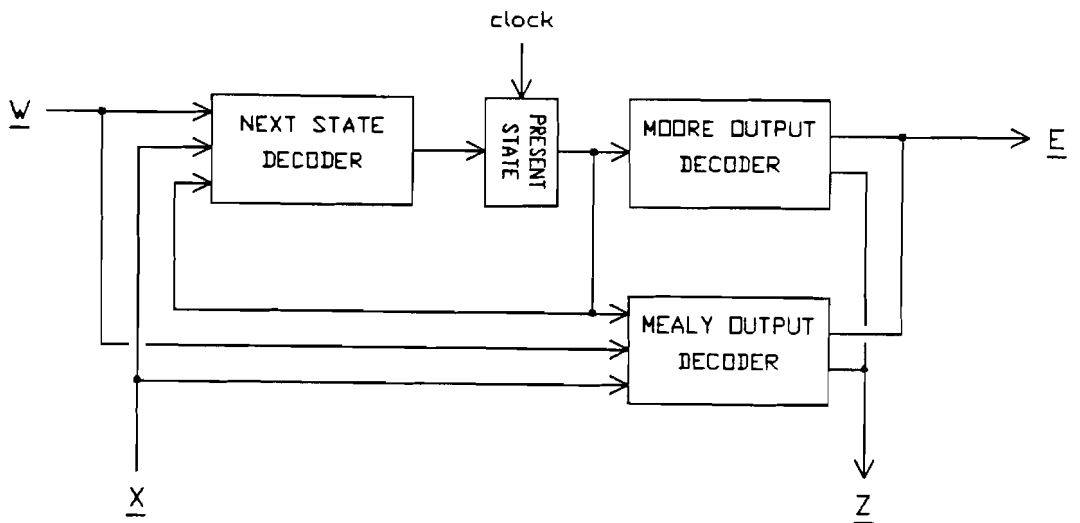 clock
W
NEXT STATE
DECODER
PRESENT
STATE
MOORE OUTPUT
DECODER
E
MEALY OUTPUT
DECODER
X
Z